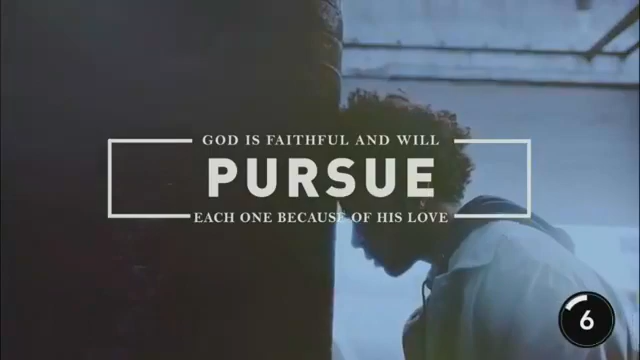 GOD IS FAITHFUL AND WILL
PURSUE
EACH ONE BECAUSE OF HIS LOVE
6